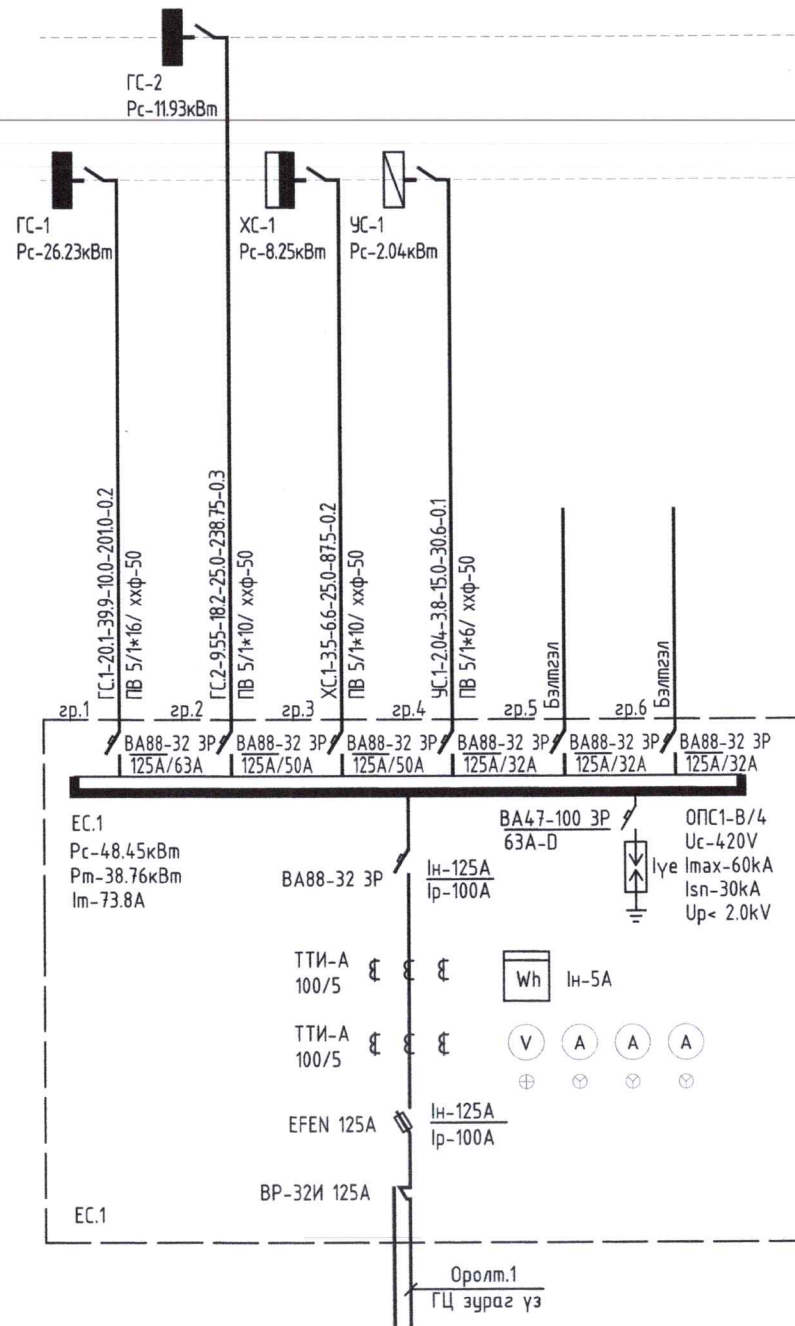 ГС-2
Рс-11.93кВт
ГС-1
Рс-26.23кВт
ХС-1
Рс-8.25кВт
УС-1
Рс-2.04кВт
ГС.1-20.1-39.9-10.0-201.0-0.2
ПВ 5/1*16/ ххф-50
ГС.2-9.55-18.2-25.0-238.75-0.3
ПВ 5/1*10/ ххф-50
ХС.1-3.5-6.6-25.0-87.5-0.2
ПВ 5/1*10/ ххф-50
УС.1-2.04-3.8-15.0-30.6-0.1
ПВ 5/1*6/ ххф-50
Бэлтгэл
Бэлтгэл
гр.1 гр.2 гр.3 гр.4 гр.5 гр.6
ВА88-32 3Р ВА88-32 3Р ВА88-32 3Р ВА88-32 3Р ВА88-32 3Р ВА88-32 3Р
125А/63А 125А/50А 125А/50А 125А/32А 125А/32А 125А/32А
ЕС.1
Рс-48.45кВт
Рт-38.76кВт
Iт-73.8А
ВА88-32 3Р
Iн-125А
Iр-100А
ВА47-100 3Р
63А-D
Iүе
ОПС1-В/4
Uc-420V
Imax-60kA
Isn-30kA
Up< 2.0kV
ТТИ-А
100/5
Wh Iн-5А
ТТИ-А
100/5
V A A A
EFEN 125A
Iн-125А
Iр-100А
ВР-32И 125А
ЕС.1
Оролт.1
ГЦ зураг үз